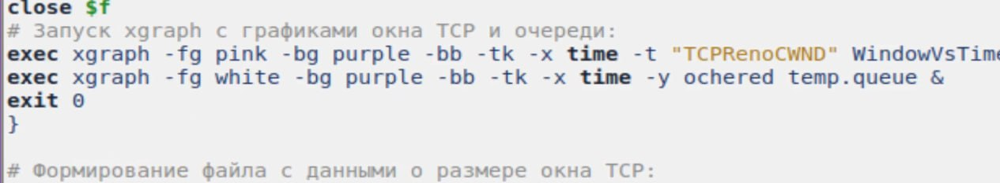 close $f
# Запуск xgraph с графиками окна TCP и очереди:
exec xgraph -fg pink -bg purple -bb -tk -x time -t "TCPRenoCWND" WindowVsTime
exec xgraph -fg white -bg purple -bb -tk -x time -y ochered temp.queue &
exit 0
}
# Формирование файла с данными о размере окна TCP: